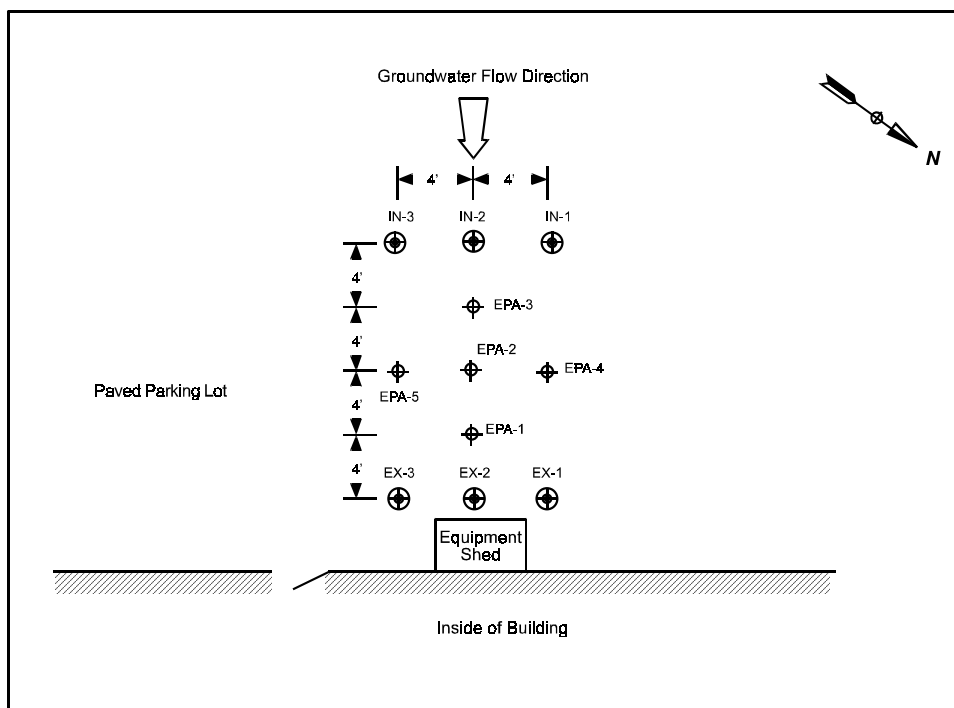 Groundwater Flow Direction
N
4' 4'
IN-3 IN-2 IN-1
4'
EPA-3
4'
EPA-2
EPA-4
Paved Parking Lot
EPA-5
4'
EPA-1
4'
EX-3 EX-2 EX-1
Equipment
Shed
Inside of Building